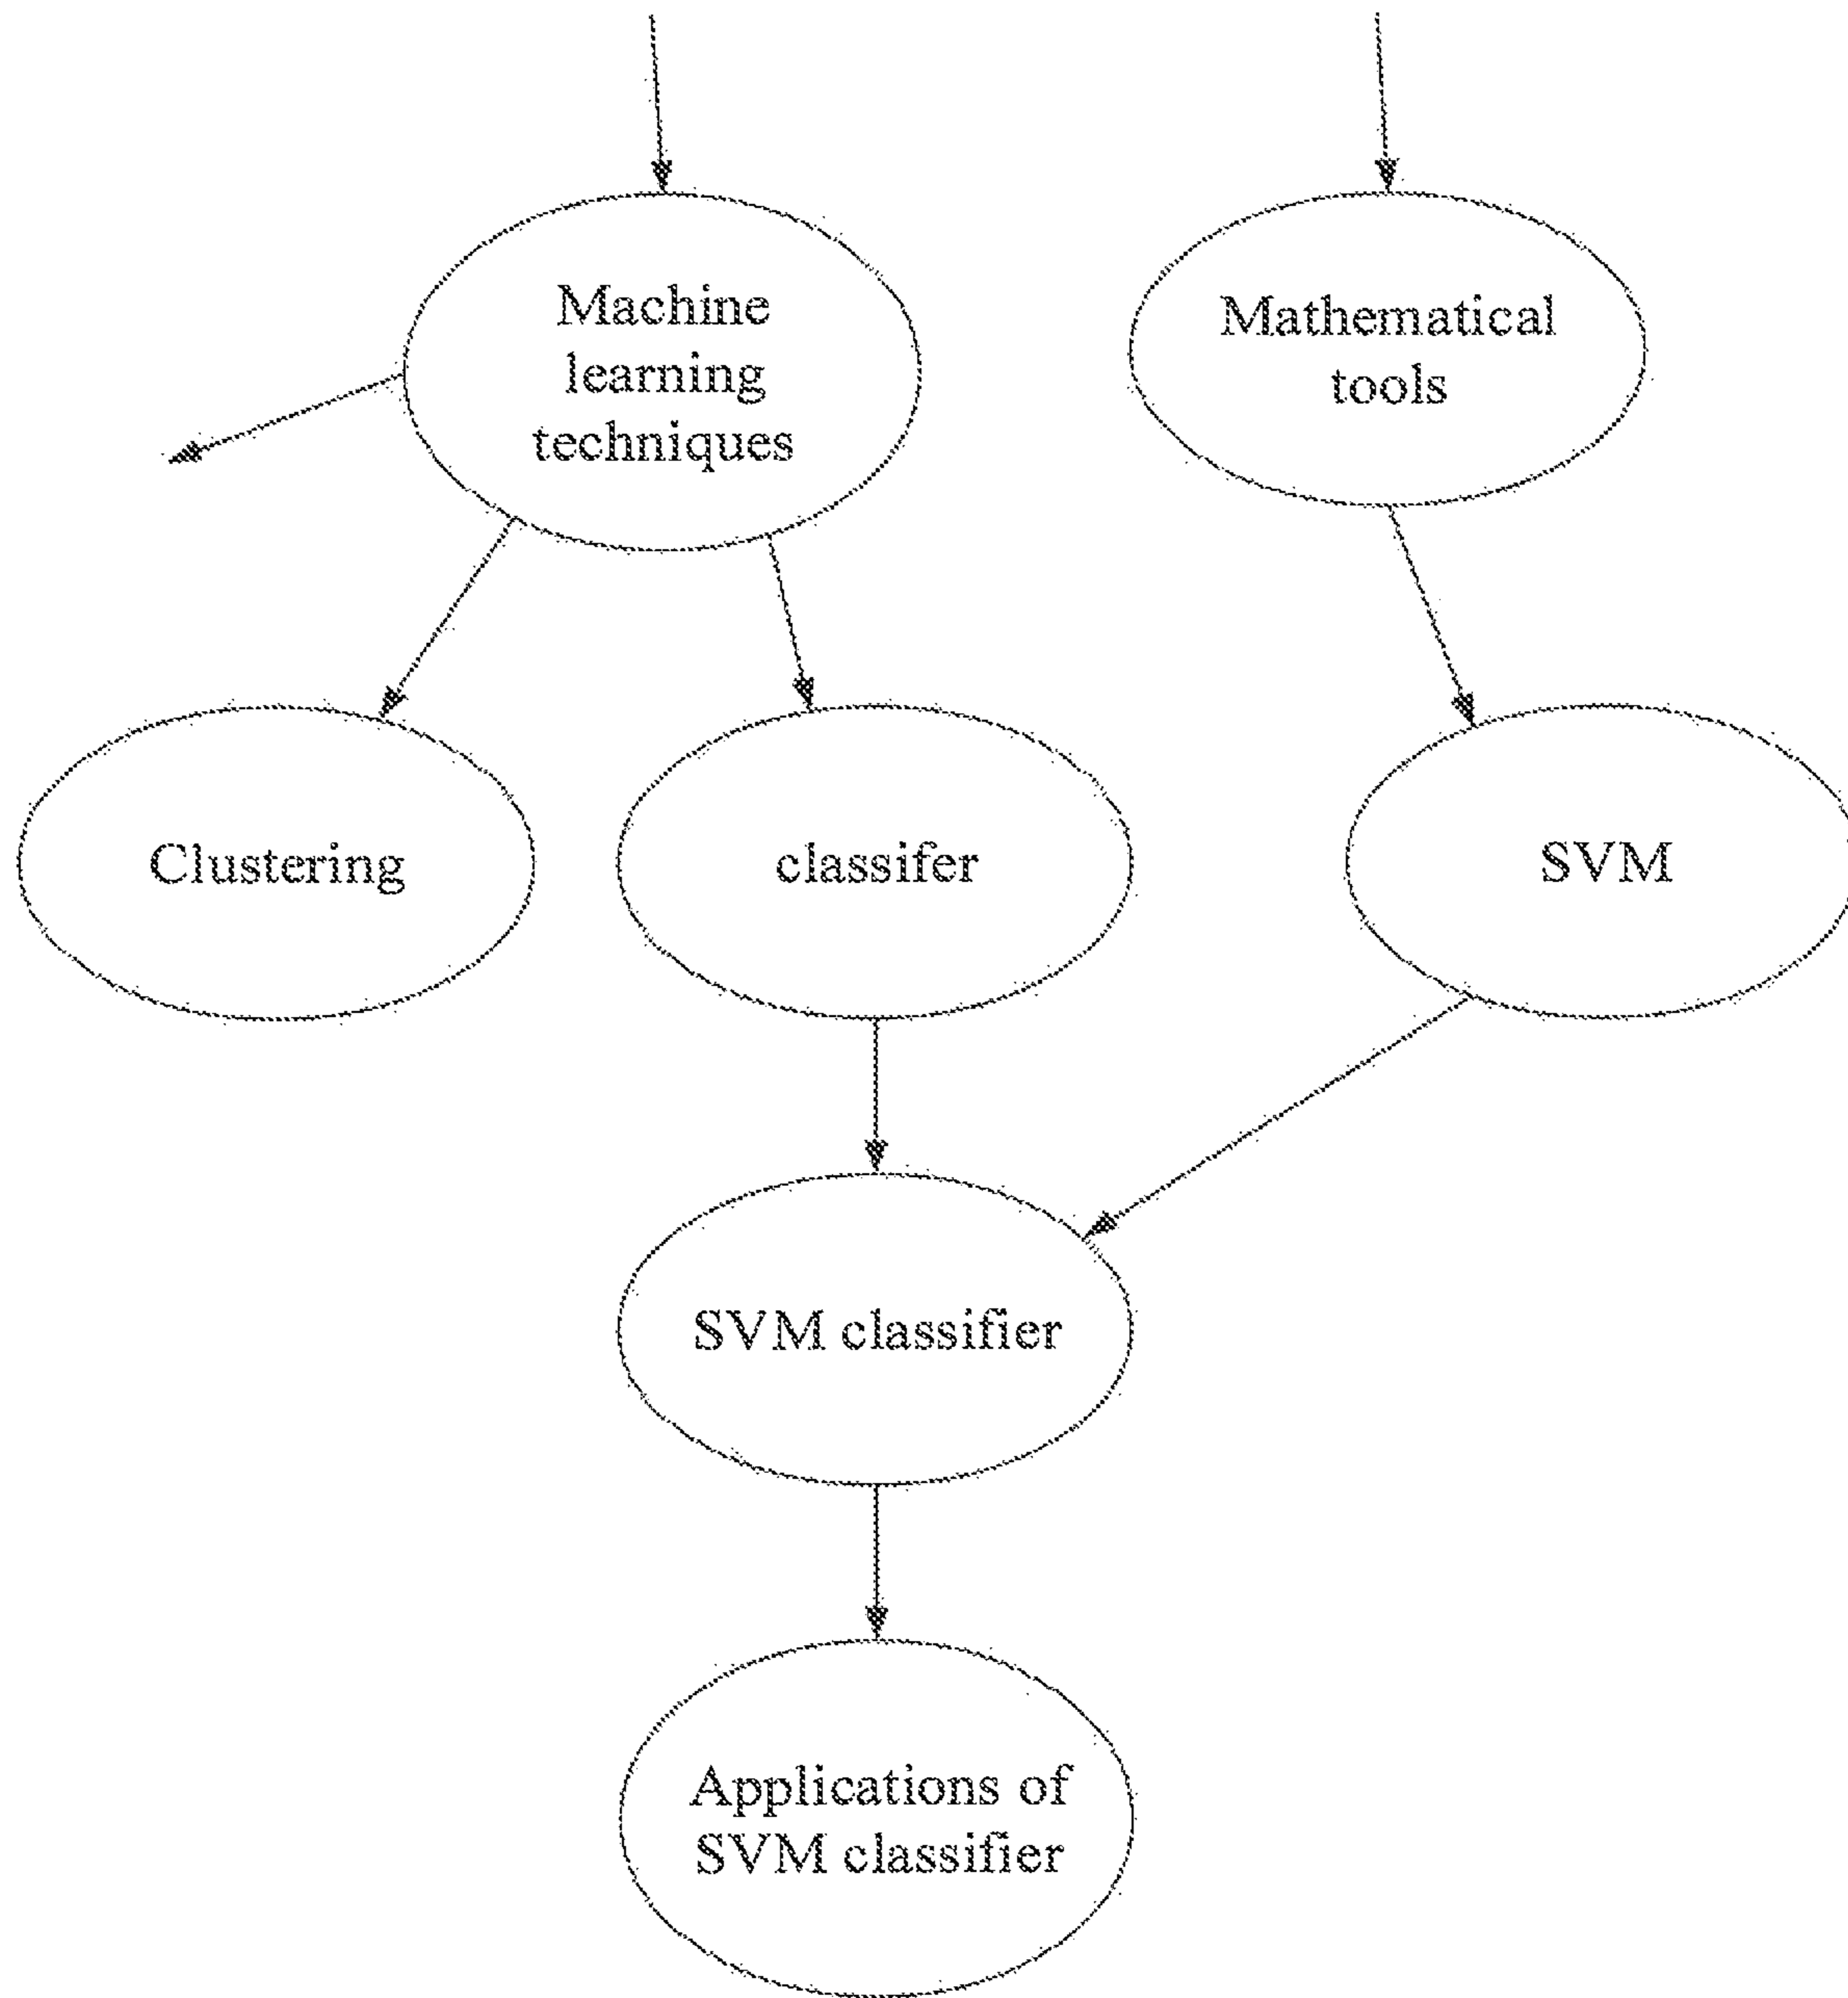 Machine
learning
techniques
Mathematical
tools
Clustering
classifer
SVM
SVM classifier
Applications of
SVM classifier